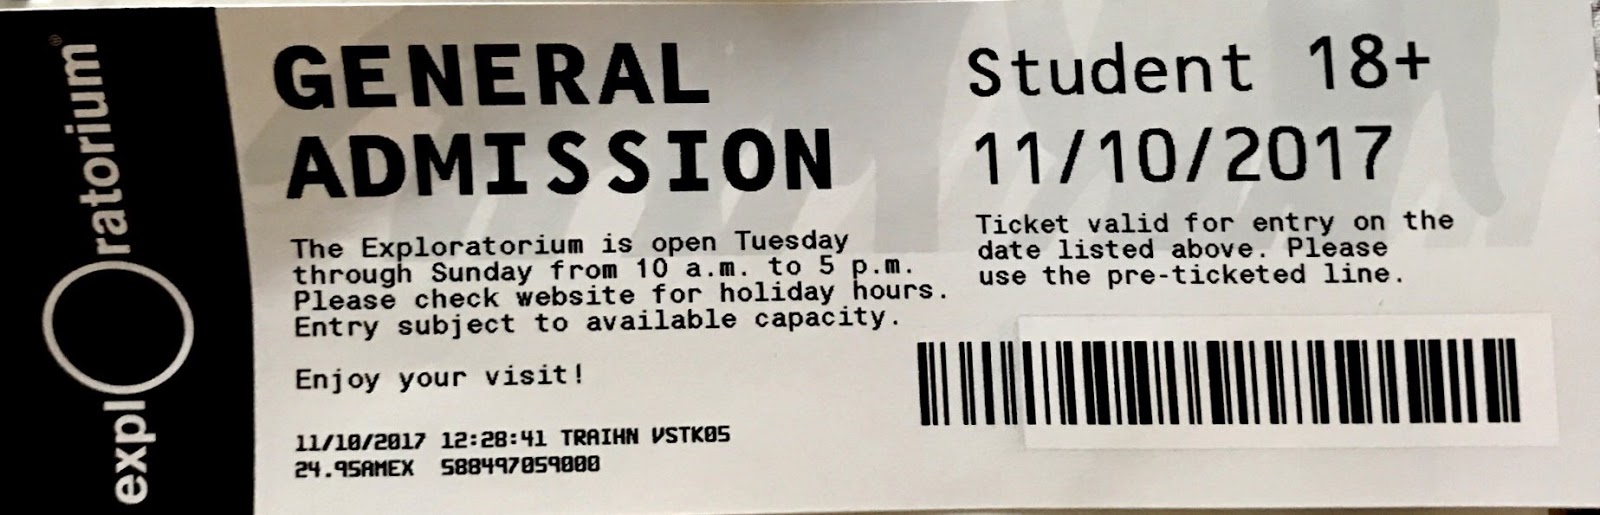 explOratorium®
GENERAL
ADMISSION
The Exploratorium is open Tuesday
through Sunday from 10 a.m. to 5 p.m.
Please check website for holiday hours.
Entry subject to available capacity.
Enjoy your visit!
11/10/2017 12:28:41 TRAIHN VSTK05
24.95AMEX 588497059000
Student 18+
11/10/2017
Ticket valid for entry on the
date listed above. Please
use the pre-ticketed line.